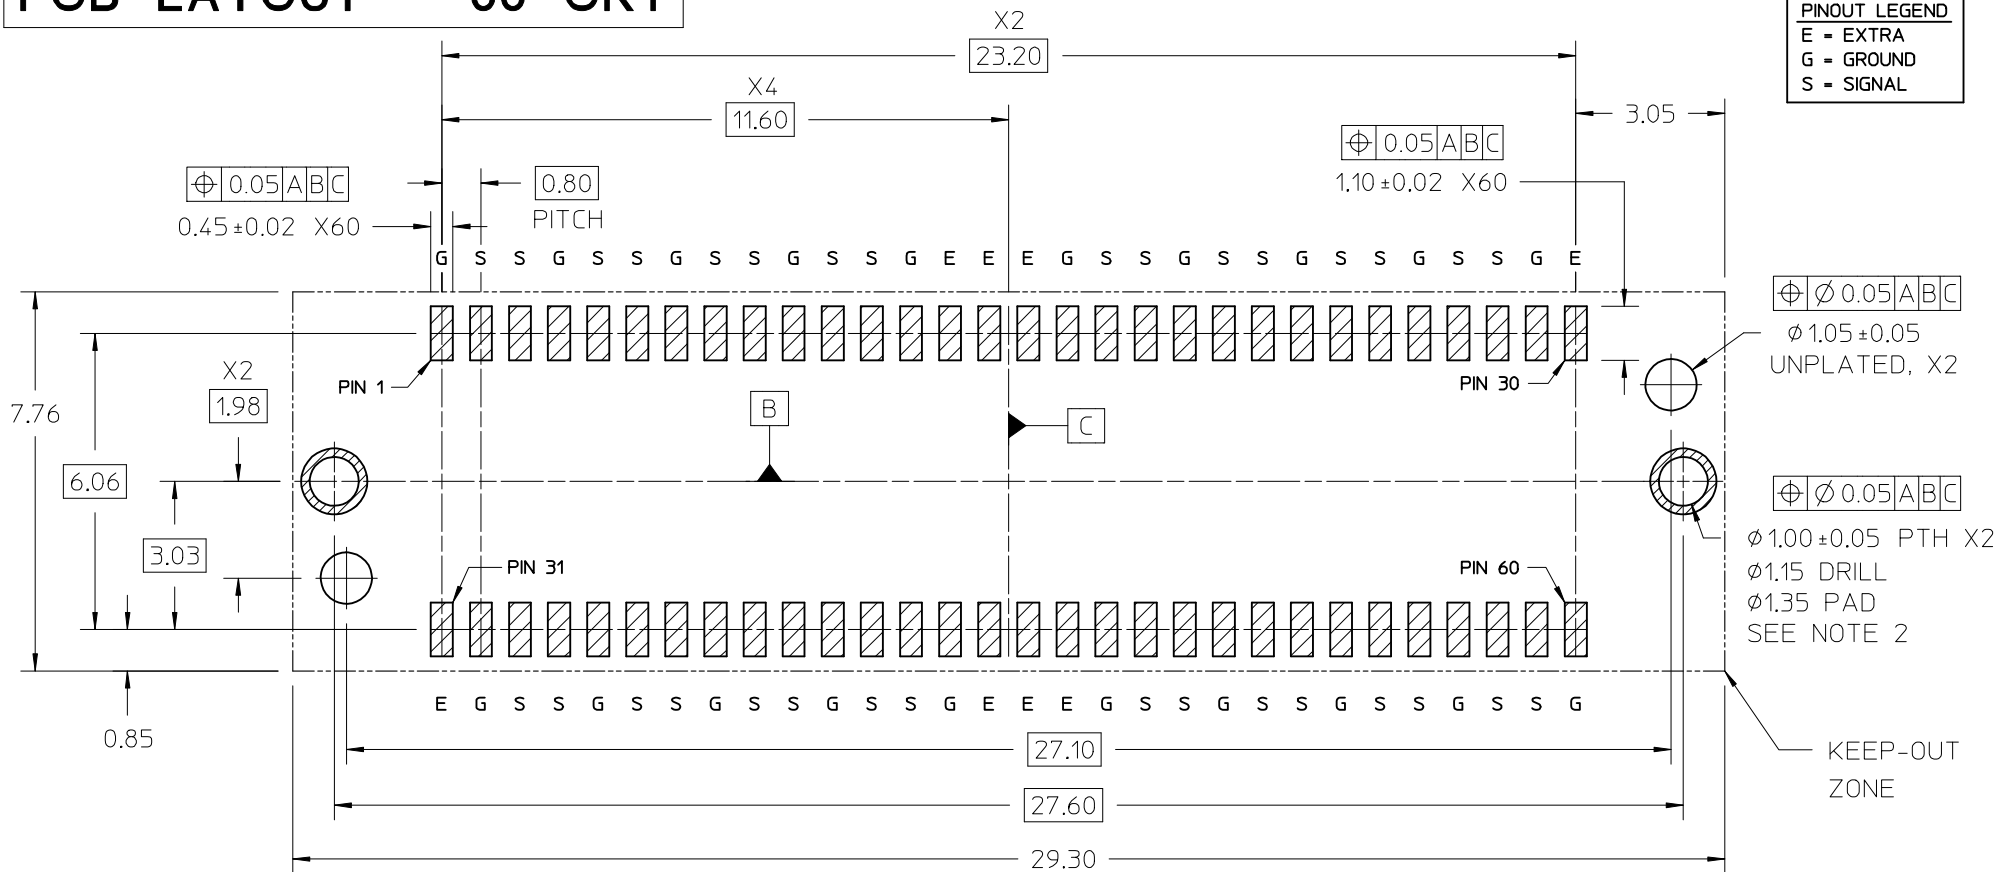 PCB LAYOUT - 60 CKT
PINOUT LEGEND
E = EXTRA
G = GROUND
S = SIGNAL
X2
23.20
X4
11.60
3.05
⌖ 0.05 A B C
1.10 ±0.02 X60
⌖ 0.05 A B C
0.45 ±0.02 X60
0.80
PITCH
G S S G S S G S S G S S G E E E G S S G S S G S S G S S G E
⌖ Ø 0.05 A B C
Ø 1.05 ±0.05
UNPLATED, X2
PIN 1
PIN 30
X2
1.98
7.76
B
C
6.06
3.03
⌖ Ø 0.05 A B C
Ø 1.00 ±0.05 PTH X2
Ø1.15 DRILL
Ø1.35 PAD
SEE NOTE 2
PIN 31
PIN 60
E G S S G S S G S S G S S G E E E G S S G S S G S S G S S G
0.85
27.10
KEEP-OUT
ZONE
27.60
29.30